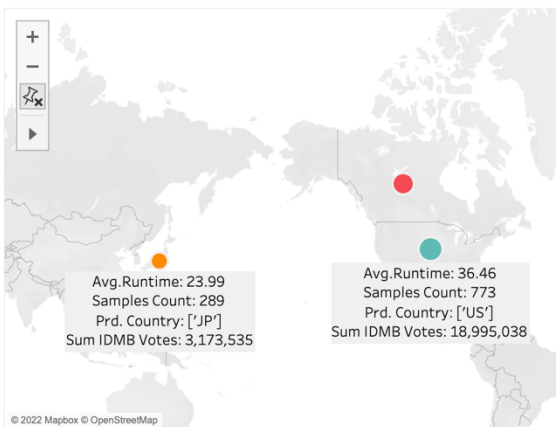 +
−
Avg.Runtime: 23.99
Samples Count: 289
Prd. Country: ['JP']
Sum IDMB Votes: 3,173,535
Avg.Runtime: 36.46
Samples Count: 773
Prd. Country: ['US']
Sum IDMB Votes: 18,995,038
© 2022 Mapbox © OpenStreetMap